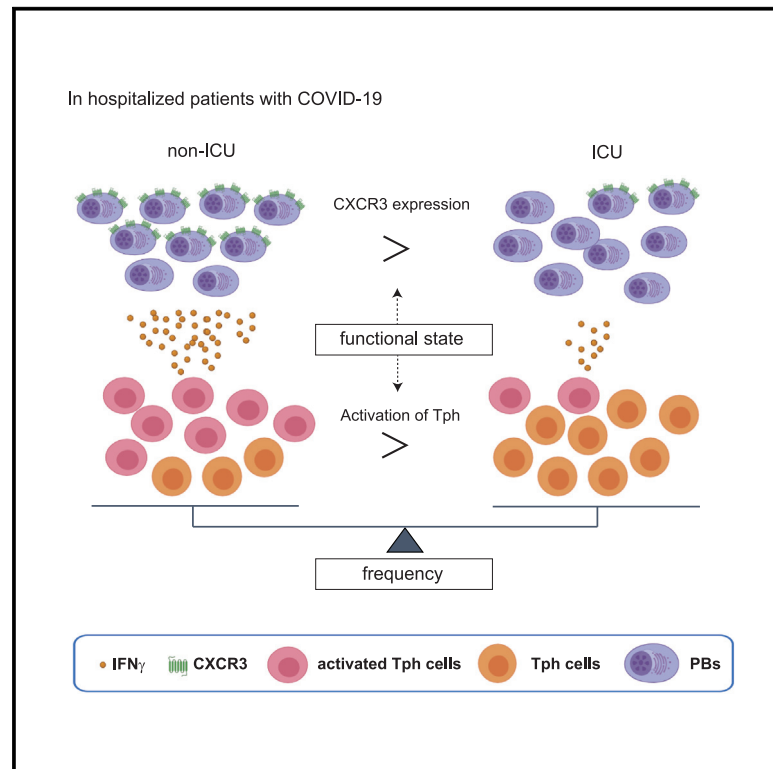 In hospitalized patients with COVID-19
non-ICU
ICU
CXCR3 expression
>
functional state
Activation of Tph
>
frequency
IFNγ CXCR3 activated Tph cells Tph cells PBs